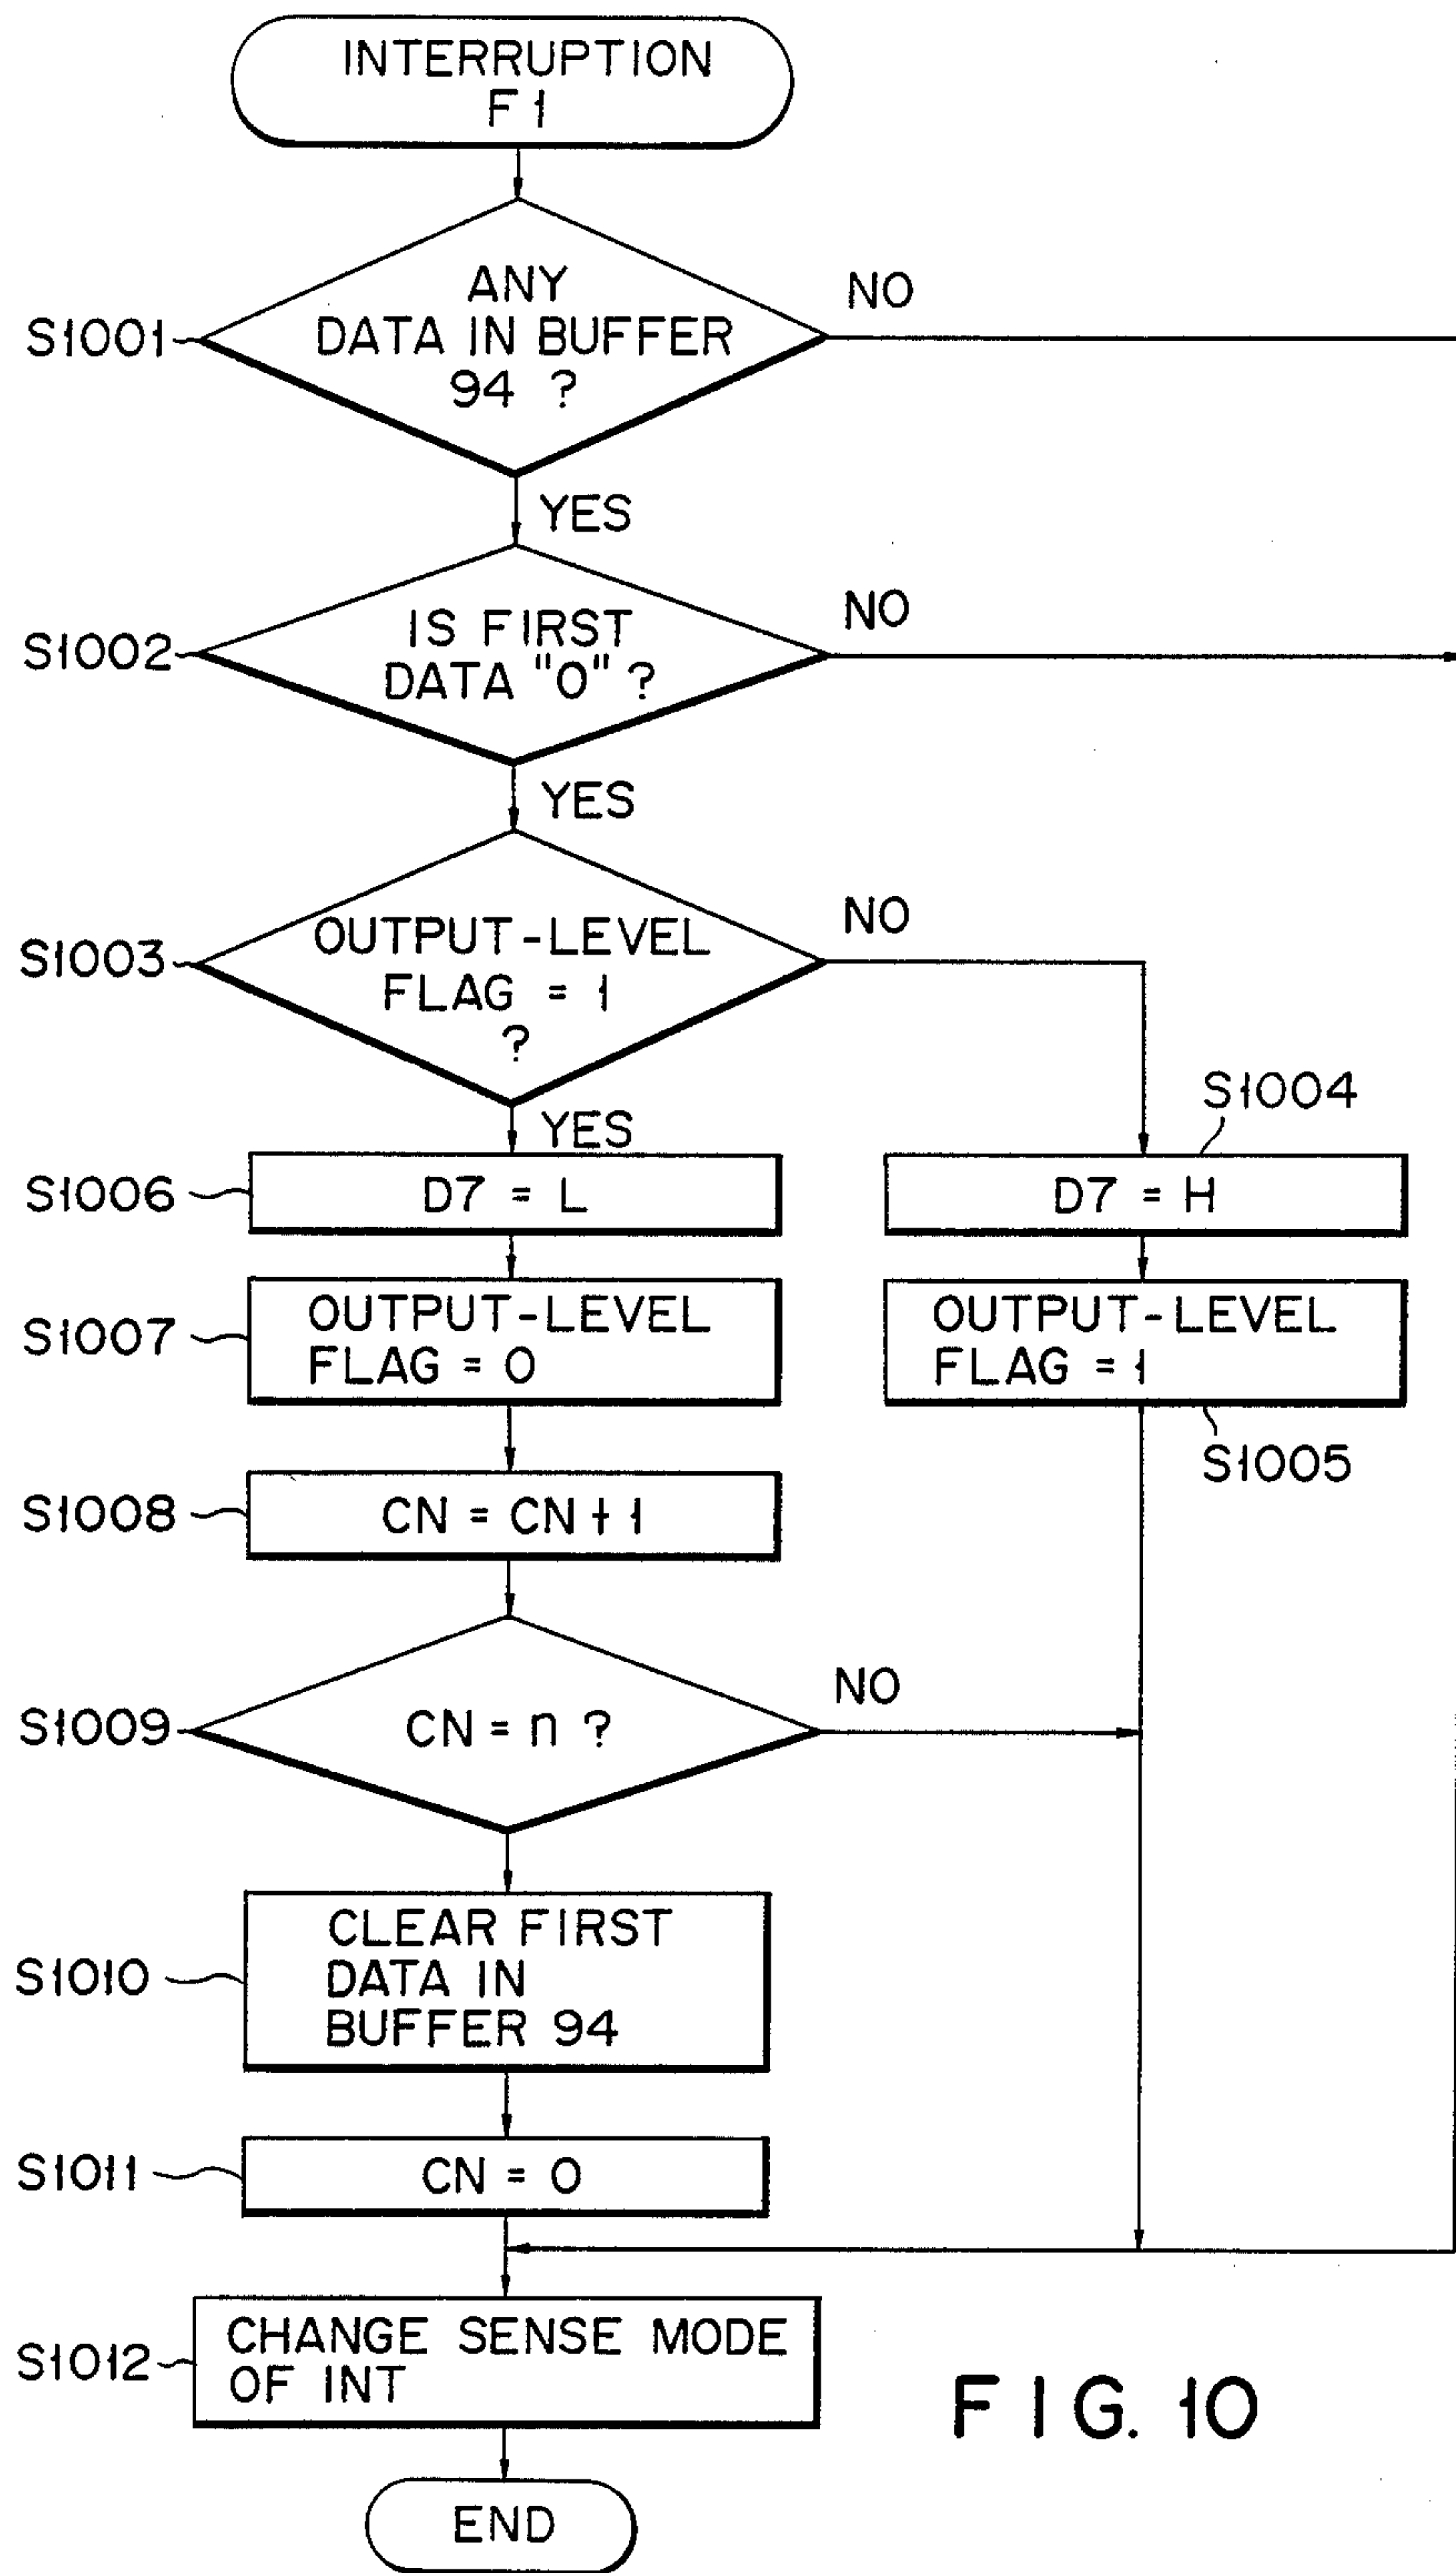 INTERRUPTION
F1
S1001
ANY
DATA IN BUFFER
94 ?
NO
YES
S1002
IS FIRST
DATA "0" ?
NO
YES
S1003
OUTPUT-LEVEL
FLAG = 1
?
NO
YES
S1004
S1006
D7 = L
D7 = H
S1007
OUTPUT-LEVEL
FLAG = 0
OUTPUT-LEVEL
FLAG = 1
S1005
S1008
CN = CN + 1
S1009
CN = n ?
NO
S1010
CLEAR FIRST
DATA IN
BUFFER 94
S1011
CN = 0
S1012
CHANGE SENSE MODE
OF INT
END
FIG. 10